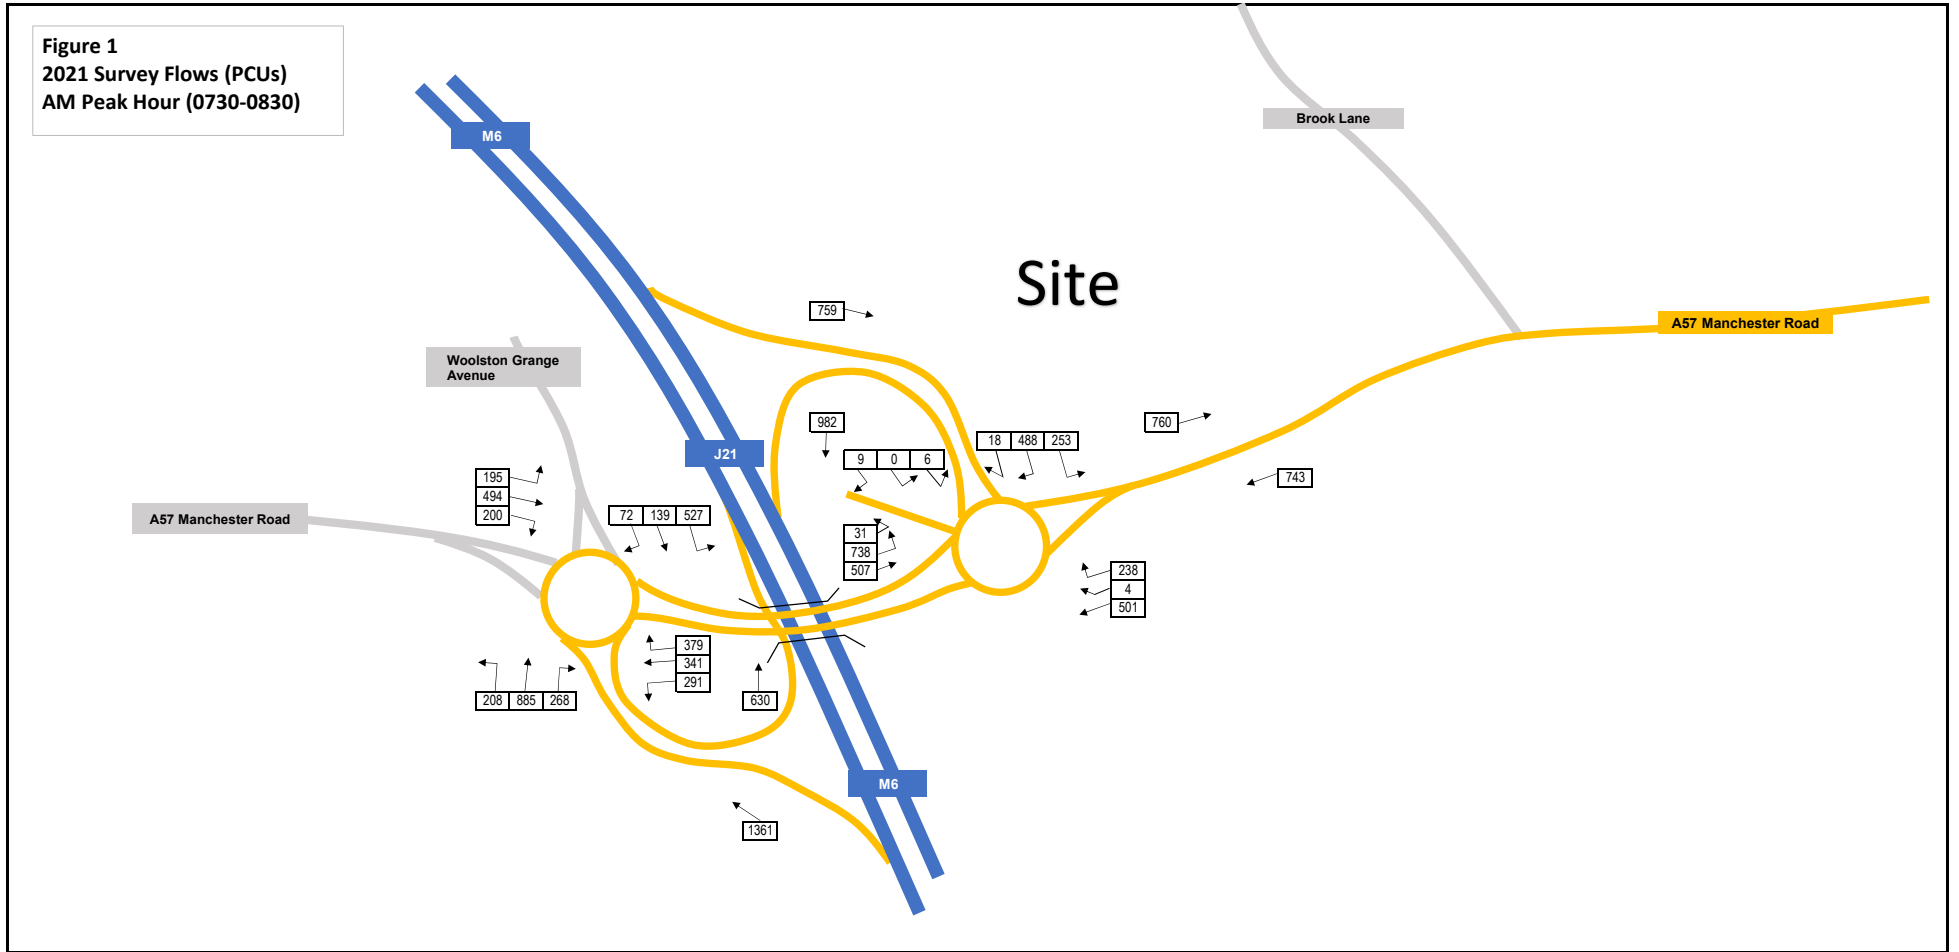 Figure 1
2021 Survey Flows (PCUs)
AM Peak Hour (0730-0830)
M6
Brook Lane
Site
759
A57 Manchester Road
Woolston Grange
Avenue
982
760
18 488 253
J21
9 0 6
743
195
494
200
A57 Manchester Road
72 139 527
31
738
507
238
4
501
379
341
291
208 885 268
630
M6
1361